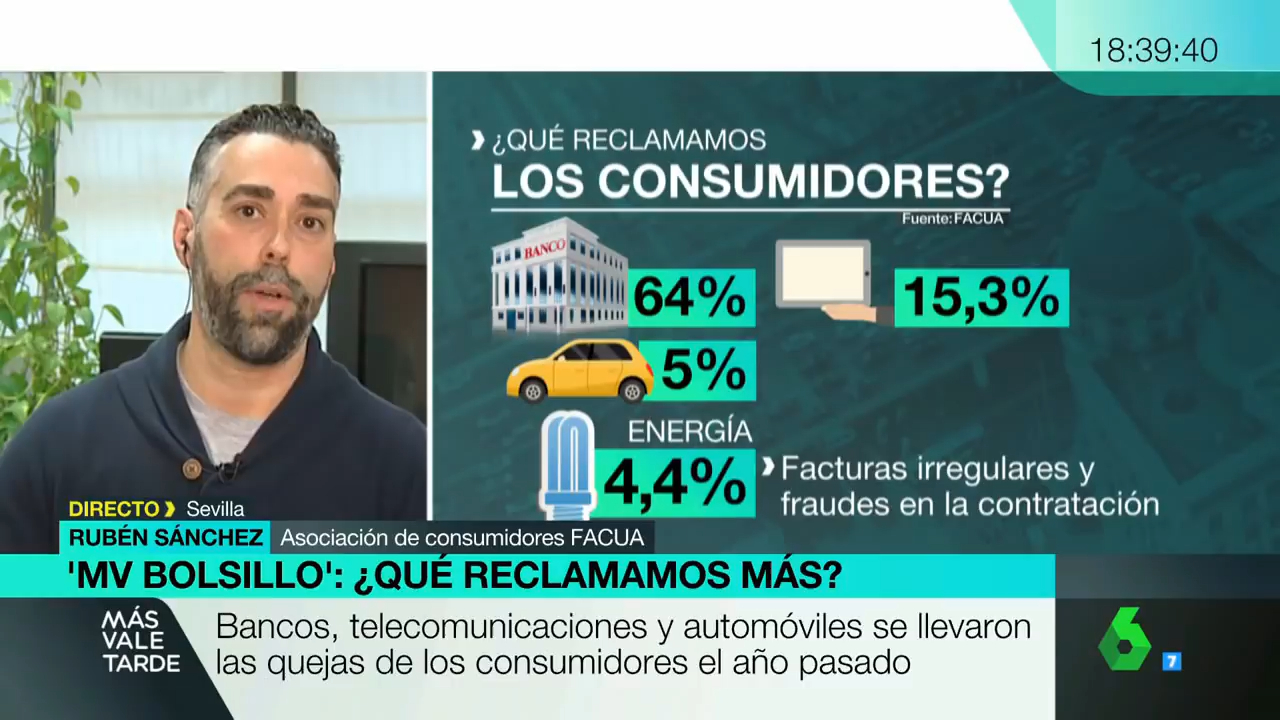 18:39:40
¿QUÉ RECLAMAMOS
LOS CONSUMIDORES?
Fuente: FACUA
BANCO
64%
15,3%
5%
ENERGÍA
4,4%
Facturas irregulares y
fraudes en la contratación
DIRECTO Sevilla
RUBÉN SÁNCHEZ Asociación de consumidores FACUA
'MV BOLSILLO': ¿QUÉ RECLAMAMOS MÁS?
MÁS
VALE
TARDE
Bancos, telecomunicaciones y automóviles se llevaron
las quejas de los consumidores el año pasado
6
7